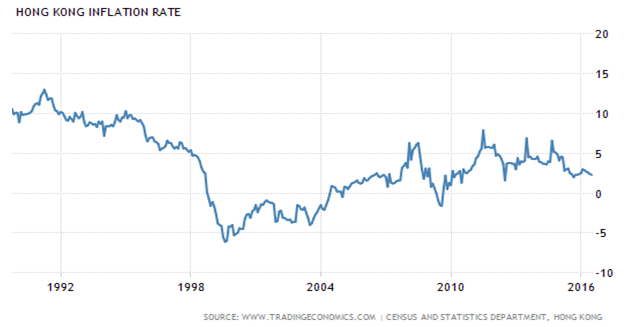 HONG KONG INFLATION RATE
20
15
10
5
0
-5
-10
1992 1998 2004 2010 2016
SOURCE: WWW.TRADINGECONOMICS.COM | CENSUS AND STATISTICS DEPARTMENT, HONG KONG